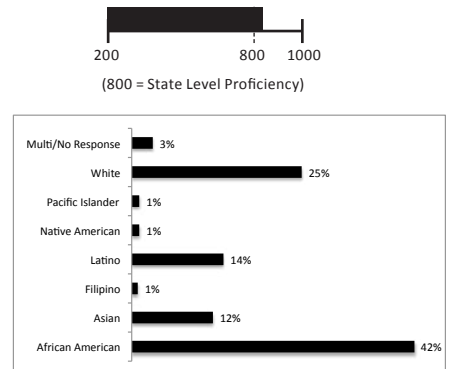 200 800 1000
(800 = State Level Proficiency)
Multi/No Response 3%
White 25%
Pacific Islander 1%
Native American 1%
Latino 14%
Filipino 1%
Asian 12%
African American 42%